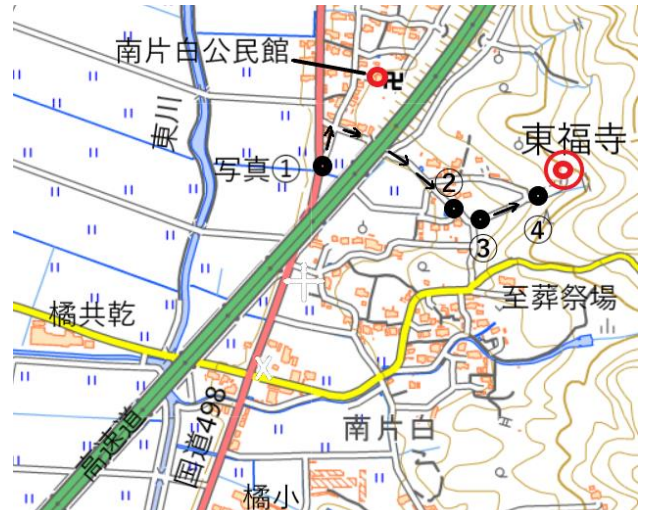 南片白公民館
東川
東福寺
写真①
②
③
④
至葬祭場
橘共乾
国道498
高速道
南片白
橘小